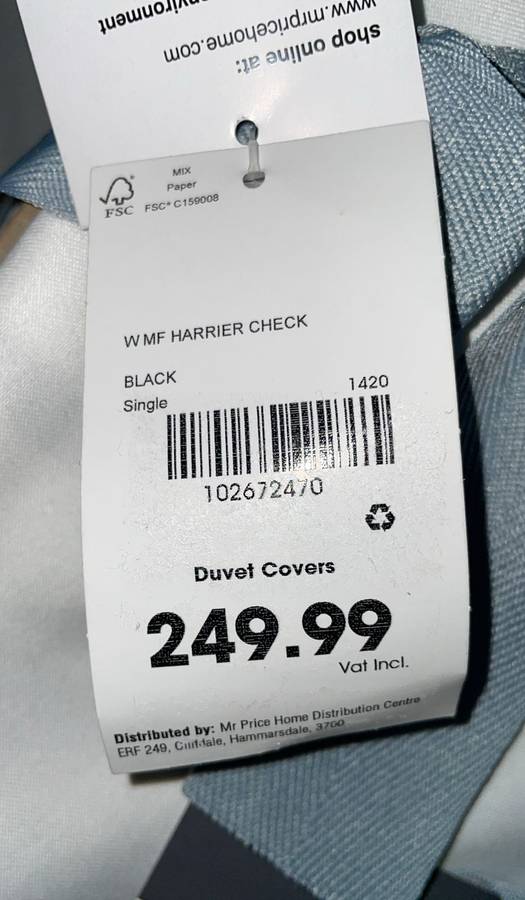 environment
www.mrpricehome.com
shop online at:
MIX
Paper
FSC® C159008
FSC
W MF HARRIER CHECK
BLACK
Single
1420
102672470
Duvet Covers
249.99
Vat Incl.
Distributed by: Mr Price Home Distribution Centre
ERF 249, Hammarsdale, 3700